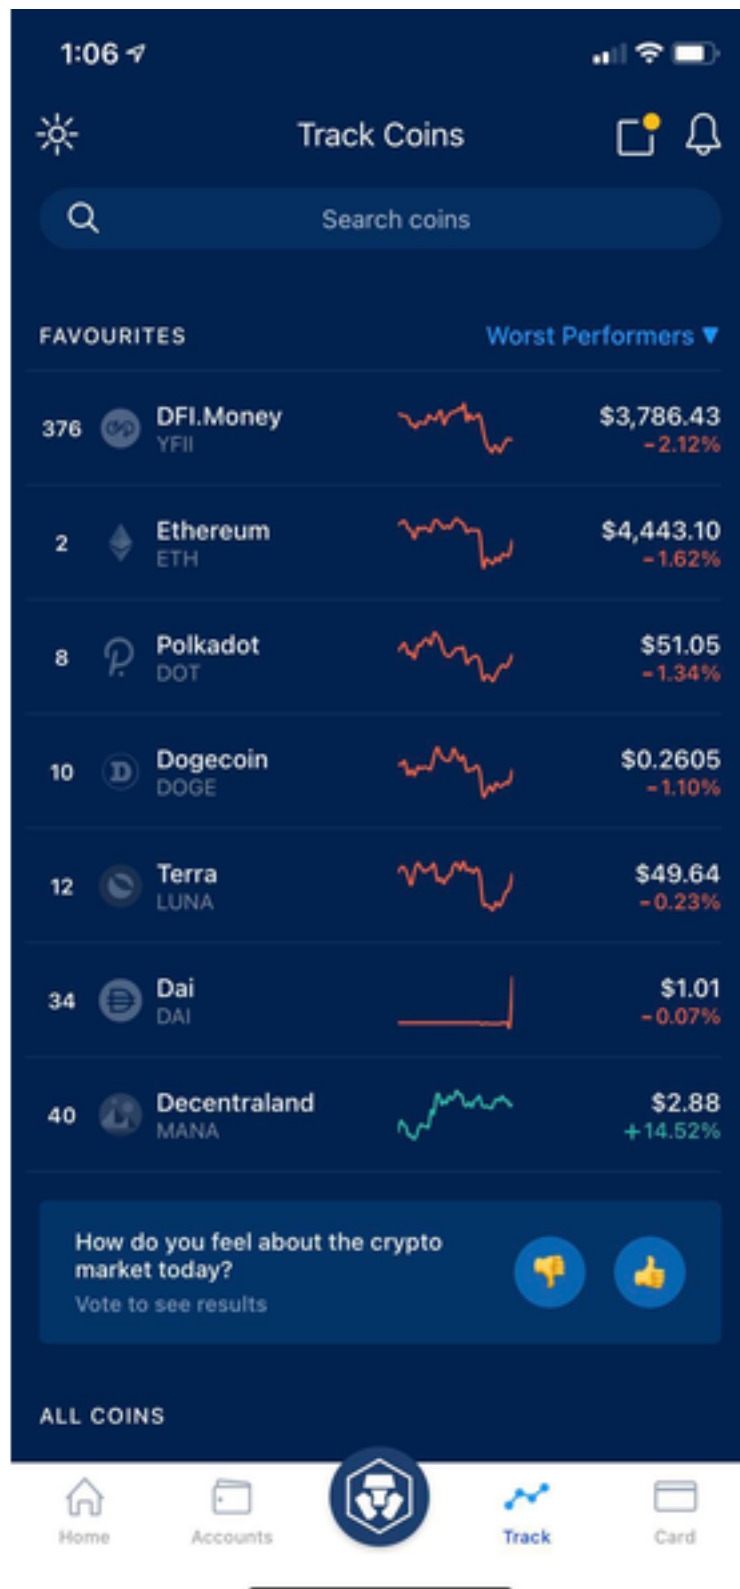 1:06
Track Coins
Search coins
FAVOURITES
Worst Performers ▼
376 DFI.Money $3,786.43
YFII -2.12%
2 Ethereum $4,443.10
ETH -1.62%
8 Polkadot $51.05
DOT -1.34%
10 Dogecoin $0.2605
DOGE -1.10%
12 Terra $49.64
LUNA -0.23%
34 Dai $1.01
DAI -0.07%
40 Decentraland $2.88
MANA +14.52%
How do you feel about the crypto
market today?
Vote to see results
ALL COINS
Home Accounts Track Card